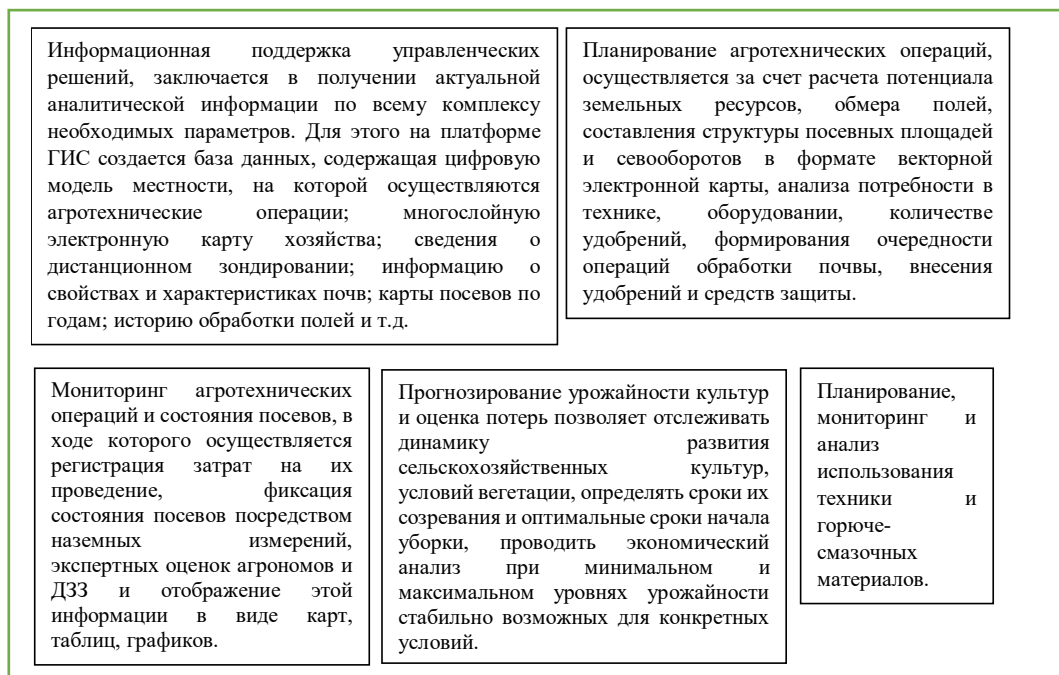 Информационная поддержка управленческих
решений, заключается в получении актуальной
аналитической информации по всему комплексу
необходимых параметров. Для этого на платформе
ГИС создается база данных, содержащая цифровую
модель местности, на которой осуществляются
агротехнические операции; многослойную
электронную карту хозяйства; сведения о
дистанционном зондировании; информацию о
свойствах и характеристиках почв; карты посевов по
годам; историю обработки полей и т.д.
Планирование агротехнических операций,
осуществляется за счет расчета потенциала
земельных ресурсов, обмера полей,
составления структуры посевных площадей
и севооборотов в формате векторной
электронной карты, анализа потребности в
технике, оборудовании, количестве
удобрений, формирования очередности
операций обработки почвы, внесения
удобрений и средств защиты.
Мониторинг агротехнических
операций и состояния посевов, в
ходе которого осуществляется
регистрация затрат на их
проведение, фиксация
состояния посевов посредством
наземных измерений,
экспертных оценок агрономов и
ДЗЗ и отображение этой
информации в виде карт,
таблиц, графиков.
Прогнозирование урожайности культур
и оценка потерь позволяет отслеживать
динамику развития
сельскохозяйственных культур,
условий вегетации, определять сроки их
созревания и оптимальные сроки начала
уборки, проводить экономический
анализ при минимальном и
максимальном уровнях урожайности
стабильно возможных для конкретных
условий.
Планирование,
мониторинг и
анализ
использования
техники и
горюче-
смазочных
материалов.